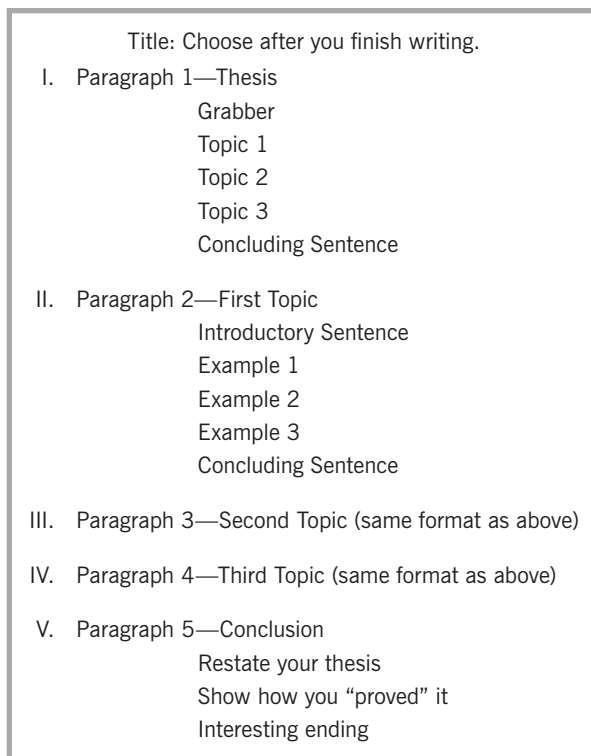 Title: Choose after you finish writing.
I. Paragraph 1—Thesis
Grabber
Topic 1
Topic 2
Topic 3
Concluding Sentence
II. Paragraph 2—First Topic
Introductory Sentence
Example 1
Example 2
Example 3
Concluding Sentence
III. Paragraph 3—Second Topic (same format as above)
IV. Paragraph 4—Third Topic (same format as above)
V. Paragraph 5—Conclusion
Restate your thesis
Show how you “proved” it
Interesting ending